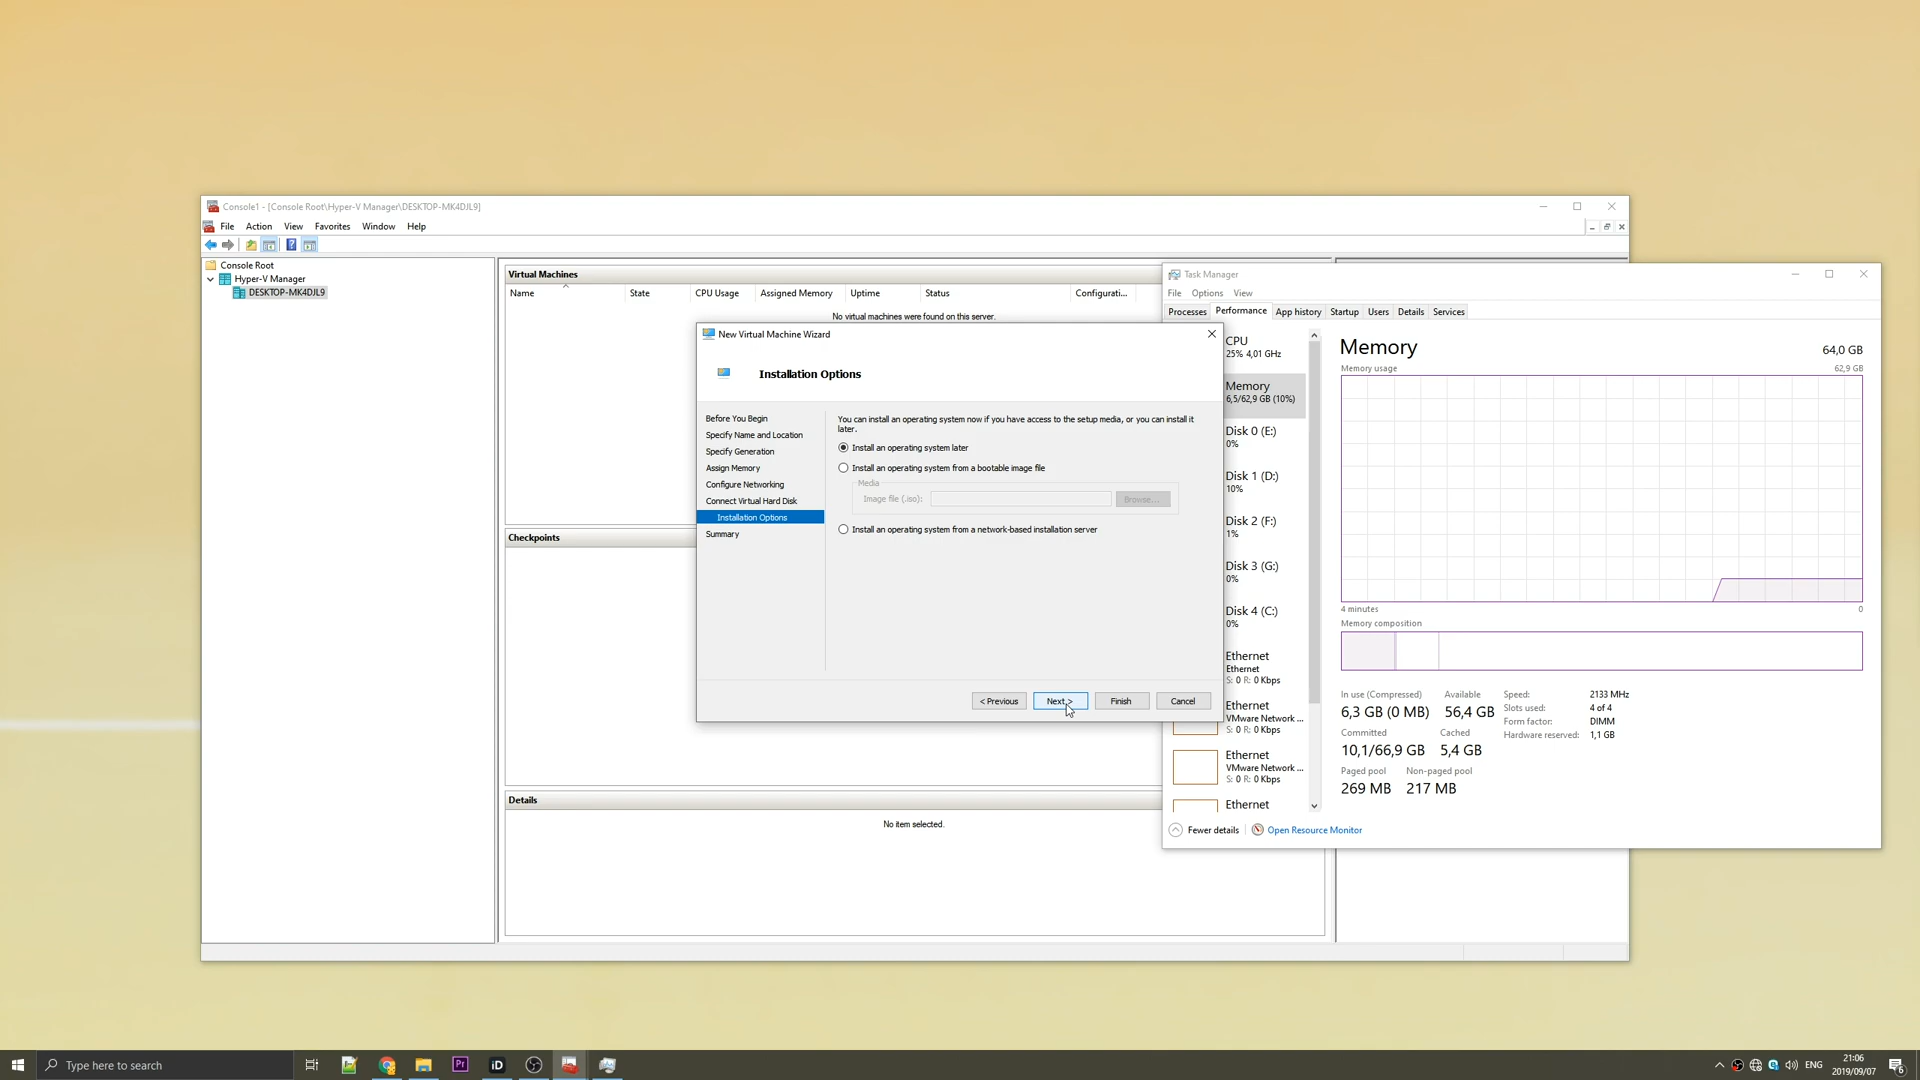 Console1 - [Console Root\Hyper-V Manager\DESKTOP-MK4DJL9]
File Action View Favorites Window Help
Console Root
Hyper-V Manager
DESKTOP-MK4DJL9
Virtual Machines
Name State CPU Usage Assigned Memory Uptime Status Configurati...
No virtual machines were found on this server.
Checkpoints
Details
No item selected.
New Virtual Machine Wizard
Installation Options
Before You Begin
Specify Name and Location
Specify Generation
Assign Memory
Configure Networking
Connect Virtual Hard Disk
Installation Options
Summary
You can install an operating system now if you have access to the setup media, or you can install it
later.
Install an operating system later
Install an operating system from a bootable image file
Media
Image file (.iso): Browse...
Install an operating system from a network-based installation server
< Previous Next > Finish Cancel
Task Manager
File Options View
Processes Performance App history Startup Users Details Services
CPU
25% 4,01 GHz
Memory
6,5/62,9 GB (10%)
Disk 0 (E:)
0%
Disk 1 (D:)
10%
Disk 2 (F:)
1%
Disk 3 (G:)
0%
Disk 4 (C:)
0%
Ethernet
Ethernet
S: 0 R: 0 Kbps
Ethernet
VMware Network ...
S: 0 R: 0 Kbps
Ethernet
VMware Network ...
S: 0 R: 0 Kbps
Ethernet
Memory 64,0 GB
Memory usage 62,9 GB
4 minutes 0
Memory composition
In use (Compressed) Available
6,3 GB (0 MB) 56,4 GB
Committed Cached
10,1/66,9 GB 5,4 GB
Paged pool Non-paged pool
269 MB 217 MB
Speed: 2133 MHz
Slots used: 4 of 4
Form factor: DIMM
Hardware reserved: 1,1 GB
Fewer details Open Resource Monitor
Type here to search
Pr
iD
ENG
21:06
2019/09/07
6